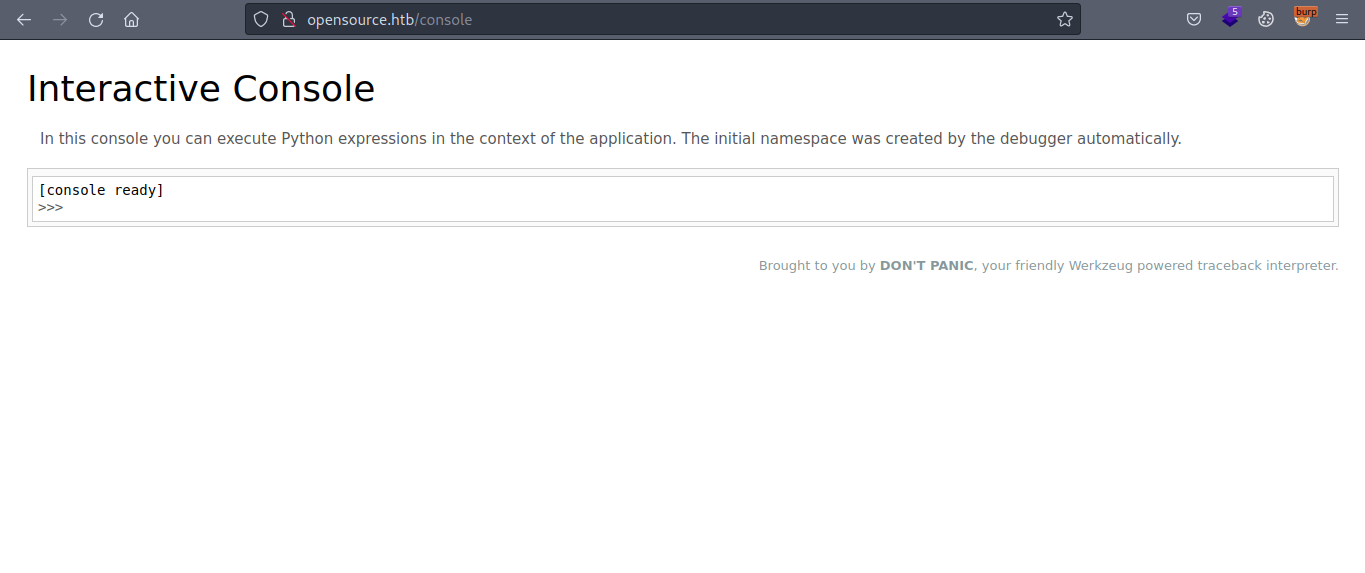 opensource.htb/console
5
burp
Interactive Console
In this console you can execute Python expressions in the context of the application. The initial namespace was created by the debugger automatically.
[console ready]
>>>
Brought to you by DON'T PANIC, your friendly Werkzeug powered traceback interpreter.